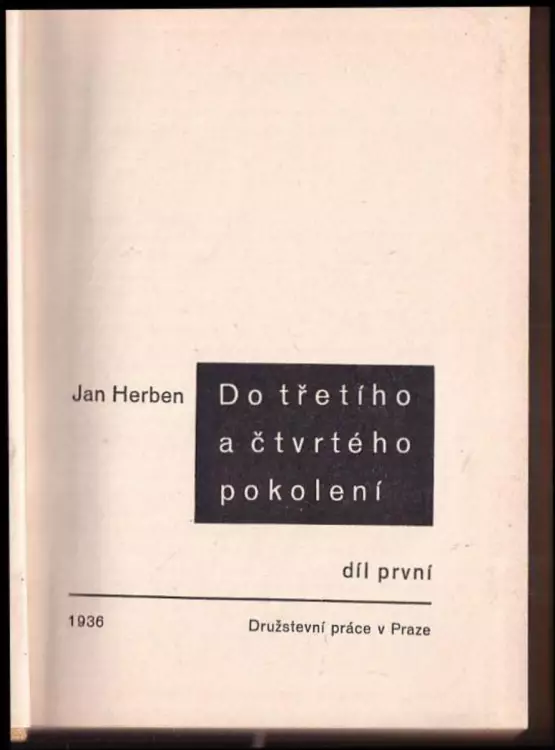 Jan Herben
Do třetího
a čtvrtého
pokolení
díl první
1936
Družstevní práce v Praze